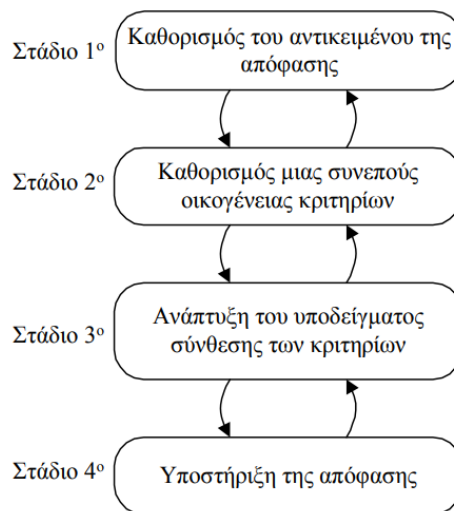 Στάδιο 1ο
Καθορισμός του αντικειμένου της
απόφασης
Στάδιο 2ο
Καθορισμός μιας συνεπούς
οικογένειας κριτηρίων
Στάδιο 3ο
Ανάπτυξη του υποδείγματος
σύνθεσης των κριτηρίων
Στάδιο 4ο
Υποστήριξη της απόφασης